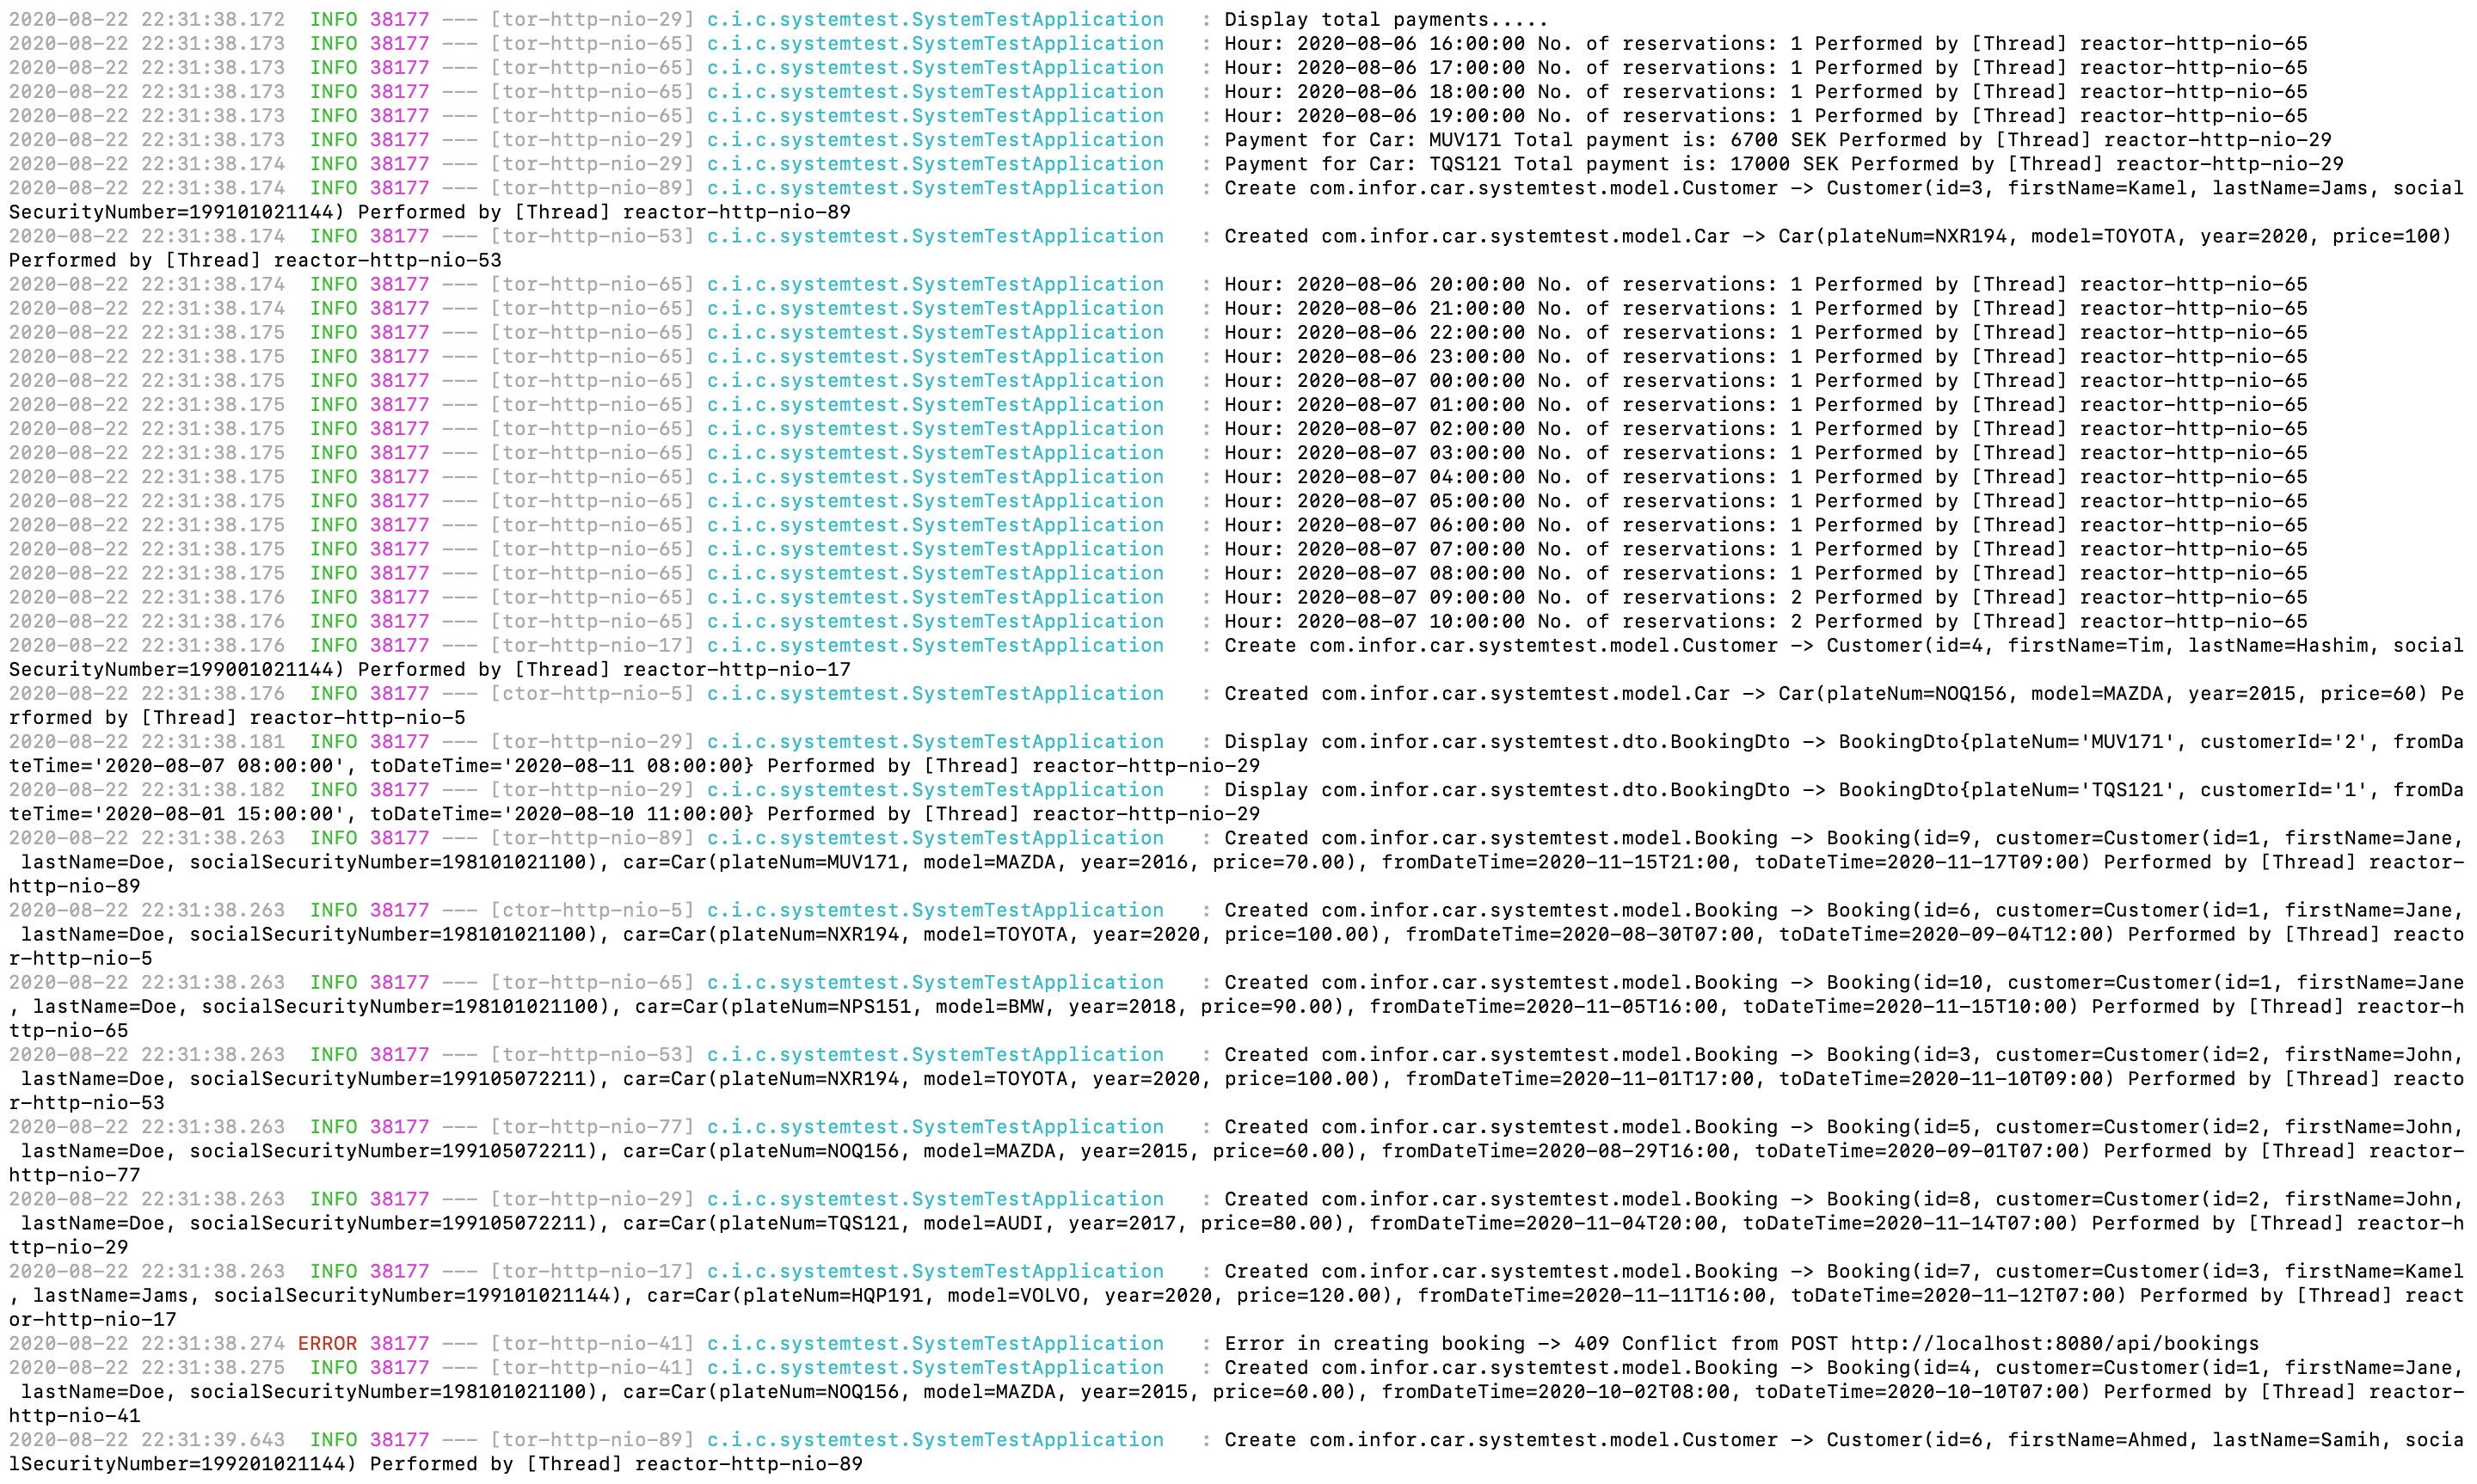 2020-08-22 22:31:38.172  INFO 38177 --- [tor-http-nio-29] c.i.c.systemtest.SystemTestApplication   : Display total payments.....
2020-08-22 22:31:38.173  INFO 38177 --- [tor-http-nio-65] c.i.c.systemtest.SystemTestApplication   : Hour: 2020-08-06 16:00:00 No. of reservations: 1 Performed by [Thread] reactor-http-nio-65
2020-08-22 22:31:38.173  INFO 38177 --- [tor-http-nio-65] c.i.c.systemtest.SystemTestApplication   : Hour: 2020-08-06 17:00:00 No. of reservations: 1 Performed by [Thread] reactor-http-nio-65
2020-08-22 22:31:38.173  INFO 38177 --- [tor-http-nio-65] c.i.c.systemtest.SystemTestApplication   : Hour: 2020-08-06 18:00:00 No. of reservations: 1 Performed by [Thread] reactor-http-nio-65
2020-08-22 22:31:38.173  INFO 38177 --- [tor-http-nio-65] c.i.c.systemtest.SystemTestApplication   : Hour: 2020-08-06 19:00:00 No. of reservations: 1 Performed by [Thread] reactor-http-nio-65
2020-08-22 22:31:38.173  INFO 38177 --- [tor-http-nio-29] c.i.c.systemtest.SystemTestApplication   : Payment for Car: MUV171 Total payment is: 6700 SEK Performed by [Thread] reactor-http-nio-29
2020-08-22 22:31:38.174  INFO 38177 --- [tor-http-nio-29] c.i.c.systemtest.SystemTestApplication   : Payment for Car: TQS121 Total payment is: 17000 SEK Performed by [Thread] reactor-http-nio-29
2020-08-22 22:31:38.174  INFO 38177 --- [tor-http-nio-89] c.i.c.systemtest.SystemTestApplication   : Create com.infor.car.systemtest.model.Customer -> Customer(id=3, firstName=Kamel, lastName=Jams, social
SecurityNumber=199101021144) Performed by [Thread] reactor-http-nio-89
2020-08-22 22:31:38.174  INFO 38177 --- [tor-http-nio-53] c.i.c.systemtest.SystemTestApplication   : Created com.infor.car.systemtest.model.Car -> Car(plateNum=NXR194, model=TOYOTA, year=2020, price=100)
Performed by [Thread] reactor-http-nio-53
2020-08-22 22:31:38.174  INFO 38177 --- [tor-http-nio-65] c.i.c.systemtest.SystemTestApplication   : Hour: 2020-08-06 20:00:00 No. of reservations: 1 Performed by [Thread] reactor-http-nio-65
2020-08-22 22:31:38.174  INFO 38177 --- [tor-http-nio-65] c.i.c.systemtest.SystemTestApplication   : Hour: 2020-08-06 21:00:00 No. of reservations: 1 Performed by [Thread] reactor-http-nio-65
2020-08-22 22:31:38.175  INFO 38177 --- [tor-http-nio-65] c.i.c.systemtest.SystemTestApplication   : Hour: 2020-08-06 22:00:00 No. of reservations: 1 Performed by [Thread] reactor-http-nio-65
2020-08-22 22:31:38.175  INFO 38177 --- [tor-http-nio-65] c.i.c.systemtest.SystemTestApplication   : Hour: 2020-08-06 23:00:00 No. of reservations: 1 Performed by [Thread] reactor-http-nio-65
2020-08-22 22:31:38.175  INFO 38177 --- [tor-http-nio-65] c.i.c.systemtest.SystemTestApplication   : Hour: 2020-08-07 00:00:00 No. of reservations: 1 Performed by [Thread] reactor-http-nio-65
2020-08-22 22:31:38.175  INFO 38177 --- [tor-http-nio-65] c.i.c.systemtest.SystemTestApplication   : Hour: 2020-08-07 01:00:00 No. of reservations: 1 Performed by [Thread] reactor-http-nio-65
2020-08-22 22:31:38.175  INFO 38177 --- [tor-http-nio-65] c.i.c.systemtest.SystemTestApplication   : Hour: 2020-08-07 02:00:00 No. of reservations: 1 Performed by [Thread] reactor-http-nio-65
2020-08-22 22:31:38.175  INFO 38177 --- [tor-http-nio-65] c.i.c.systemtest.SystemTestApplication   : Hour: 2020-08-07 03:00:00 No. of reservations: 1 Performed by [Thread] reactor-http-nio-65
2020-08-22 22:31:38.175  INFO 38177 --- [tor-http-nio-65] c.i.c.systemtest.SystemTestApplication   : Hour: 2020-08-07 04:00:00 No. of reservations: 1 Performed by [Thread] reactor-http-nio-65
2020-08-22 22:31:38.175  INFO 38177 --- [tor-http-nio-65] c.i.c.systemtest.SystemTestApplication   : Hour: 2020-08-07 05:00:00 No. of reservations: 1 Performed by [Thread] reactor-http-nio-65
2020-08-22 22:31:38.175  INFO 38177 --- [tor-http-nio-65] c.i.c.systemtest.SystemTestApplication   : Hour: 2020-08-07 06:00:00 No. of reservations: 1 Performed by [Thread] reactor-http-nio-65
2020-08-22 22:31:38.175  INFO 38177 --- [tor-http-nio-65] c.i.c.systemtest.SystemTestApplication   : Hour: 2020-08-07 07:00:00 No. of reservations: 1 Performed by [Thread] reactor-http-nio-65
2020-08-22 22:31:38.175  INFO 38177 --- [tor-http-nio-65] c.i.c.systemtest.SystemTestApplication   : Hour: 2020-08-07 08:00:00 No. of reservations: 1 Performed by [Thread] reactor-http-nio-65
2020-08-22 22:31:38.176  INFO 38177 --- [tor-http-nio-65] c.i.c.systemtest.SystemTestApplication   : Hour: 2020-08-07 09:00:00 No. of reservations: 2 Performed by [Thread] reactor-http-nio-65
2020-08-22 22:31:38.176  INFO 38177 --- [tor-http-nio-65] c.i.c.systemtest.SystemTestApplication   : Hour: 2020-08-07 10:00:00 No. of reservations: 2 Performed by [Thread] reactor-http-nio-65
2020-08-22 22:31:38.176  INFO 38177 --- [tor-http-nio-17] c.i.c.systemtest.SystemTestApplication   : Create com.infor.car.systemtest.model.Customer -> Customer(id=4, firstName=Tim, lastName=Hashim, social
SecurityNumber=199001021144) Performed by [Thread] reactor-http-nio-17
2020-08-22 22:31:38.176  INFO 38177 --- [ctor-http-nio-5] c.i.c.systemtest.SystemTestApplication   : Created com.infor.car.systemtest.model.Car -> Car(plateNum=NOQ156, model=MAZDA, year=2015, price=60) Pe
rformed by [Thread] reactor-http-nio-5
2020-08-22 22:31:38.181  INFO 38177 --- [tor-http-nio-29] c.i.c.systemtest.SystemTestApplication   : Display com.infor.car.systemtest.dto.BookingDto -> BookingDto{plateNum='MUV171', customerId='2', fromDa
teTime='2020-08-07 08:00:00', toDateTime='2020-08-11 08:00:00} Performed by [Thread] reactor-http-nio-29
2020-08-22 22:31:38.182  INFO 38177 --- [tor-http-nio-29] c.i.c.systemtest.SystemTestApplication   : Display com.infor.car.systemtest.dto.BookingDto -> BookingDto{plateNum='TQS121', customerId='1', fromDa
teTime='2020-08-01 15:00:00', toDateTime='2020-08-10 11:00:00} Performed by [Thread] reactor-http-nio-29
2020-08-22 22:31:38.263  INFO 38177 --- [tor-http-nio-89] c.i.c.systemtest.SystemTestApplication   : Created com.infor.car.systemtest.model.Booking -> Booking(id=9, customer=Customer(id=1, firstName=Jane,
 lastName=Doe, socialSecurityNumber=198101021100), car=Car(plateNum=MUV171, model=MAZDA, year=2016, price=70.00), fromDateTime=2020-11-15T21:00, toDateTime=2020-11-17T09:00) Performed by [Thread] reactor-
http-nio-89
2020-08-22 22:31:38.263  INFO 38177 --- [ctor-http-nio-5] c.i.c.systemtest.SystemTestApplication   : Created com.infor.car.systemtest.model.Booking -> Booking(id=6, customer=Customer(id=1, firstName=Jane,
 lastName=Doe, socialSecurityNumber=198101021100), car=Car(plateNum=NXR194, model=TOYOTA, year=2020, price=100.00), fromDateTime=2020-08-30T07:00, toDateTime=2020-09-04T12:00) Performed by [Thread] reacto
r-http-nio-5
2020-08-22 22:31:38.263  INFO 38177 --- [tor-http-nio-65] c.i.c.systemtest.SystemTestApplication   : Created com.infor.car.systemtest.model.Booking -> Booking(id=10, customer=Customer(id=1, firstName=Jane
, lastName=Doe, socialSecurityNumber=198101021100), car=Car(plateNum=NPS151, model=BMW, year=2018, price=90.00), fromDateTime=2020-11-05T16:00, toDateTime=2020-11-15T10:00) Performed by [Thread] reactor-h
ttp-nio-65
2020-08-22 22:31:38.263  INFO 38177 --- [tor-http-nio-53] c.i.c.systemtest.SystemTestApplication   : Created com.infor.car.systemtest.model.Booking -> Booking(id=3, customer=Customer(id=2, firstName=John,
 lastName=Doe, socialSecurityNumber=199105072211), car=Car(plateNum=NXR194, model=TOYOTA, year=2020, price=100.00), fromDateTime=2020-11-01T17:00, toDateTime=2020-11-10T09:00) Performed by [Thread] reacto
r-http-nio-53
2020-08-22 22:31:38.263  INFO 38177 --- [tor-http-nio-77] c.i.c.systemtest.SystemTestApplication   : Created com.infor.car.systemtest.model.Booking -> Booking(id=5, customer=Customer(id=2, firstName=John,
 lastName=Doe, socialSecurityNumber=199105072211), car=Car(plateNum=NOQ156, model=MAZDA, year=2015, price=60.00), fromDateTime=2020-08-29T16:00, toDateTime=2020-09-01T07:00) Performed by [Thread] reactor-
http-nio-77
2020-08-22 22:31:38.263  INFO 38177 --- [tor-http-nio-29] c.i.c.systemtest.SystemTestApplication   : Created com.infor.car.systemtest.model.Booking -> Booking(id=8, customer=Customer(id=2, firstName=John,
 lastName=Doe, socialSecurityNumber=199105072211), car=Car(plateNum=TQS121, model=AUDI, year=2017, price=80.00), fromDateTime=2020-11-04T20:00, toDateTime=2020-11-14T07:00) Performed by [Thread] reactor-h
ttp-nio-29
2020-08-22 22:31:38.263  INFO 38177 --- [tor-http-nio-17] c.i.c.systemtest.SystemTestApplication   : Created com.infor.car.systemtest.model.Booking -> Booking(id=7, customer=Customer(id=3, firstName=Kamel
, lastName=Jams, socialSecurityNumber=199101021144), car=Car(plateNum=HQP191, model=VOLVO, year=2020, price=120.00), fromDateTime=2020-11-11T16:00, toDateTime=2020-11-12T07:00) Performed by [Thread] react
or-http-nio-17
2020-08-22 22:31:38.274 ERROR 38177 --- [tor-http-nio-41] c.i.c.systemtest.SystemTestApplication   : Error in creating booking -> 409 Conflict from POST http://localhost:8080/api/bookings
2020-08-22 22:31:38.275  INFO 38177 --- [tor-http-nio-41] c.i.c.systemtest.SystemTestApplication   : Created com.infor.car.systemtest.model.Booking -> Booking(id=4, customer=Customer(id=1, firstName=Jane,
 lastName=Doe, socialSecurityNumber=198101021100), car=Car(plateNum=NOQ156, model=MAZDA, year=2015, price=60.00), fromDateTime=2020-10-02T08:00, toDateTime=2020-10-10T07:00) Performed by [Thread] reactor-
http-nio-41
2020-08-22 22:31:39.643  INFO 38177 --- [tor-http-nio-89] c.i.c.systemtest.SystemTestApplication   : Create com.infor.car.systemtest.model.Customer -> Customer(id=6, firstName=Ahmed, lastName=Samih, socia
lSecurityNumber=199201021144) Performed by [Thread] reactor-http-nio-89